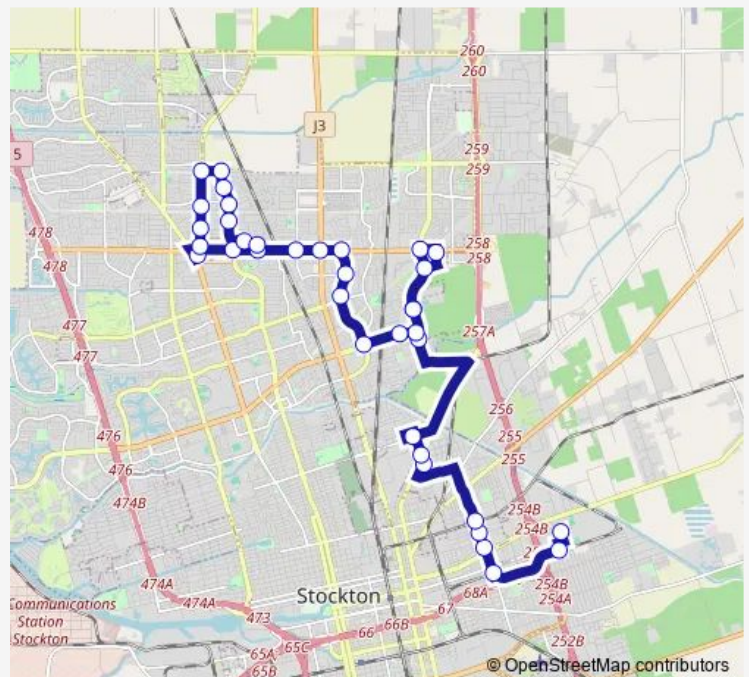 260
260
J3
5
259
259
478
478
258
258
477
477
257A
256
476
476
255
255
474B
254B
254B
474A
474A
Stockton
68A
254B
254A
Communications
Station
Stockton
473
67
66
66B
65C
65A
65B
252B
© OpenStreetMap contributors